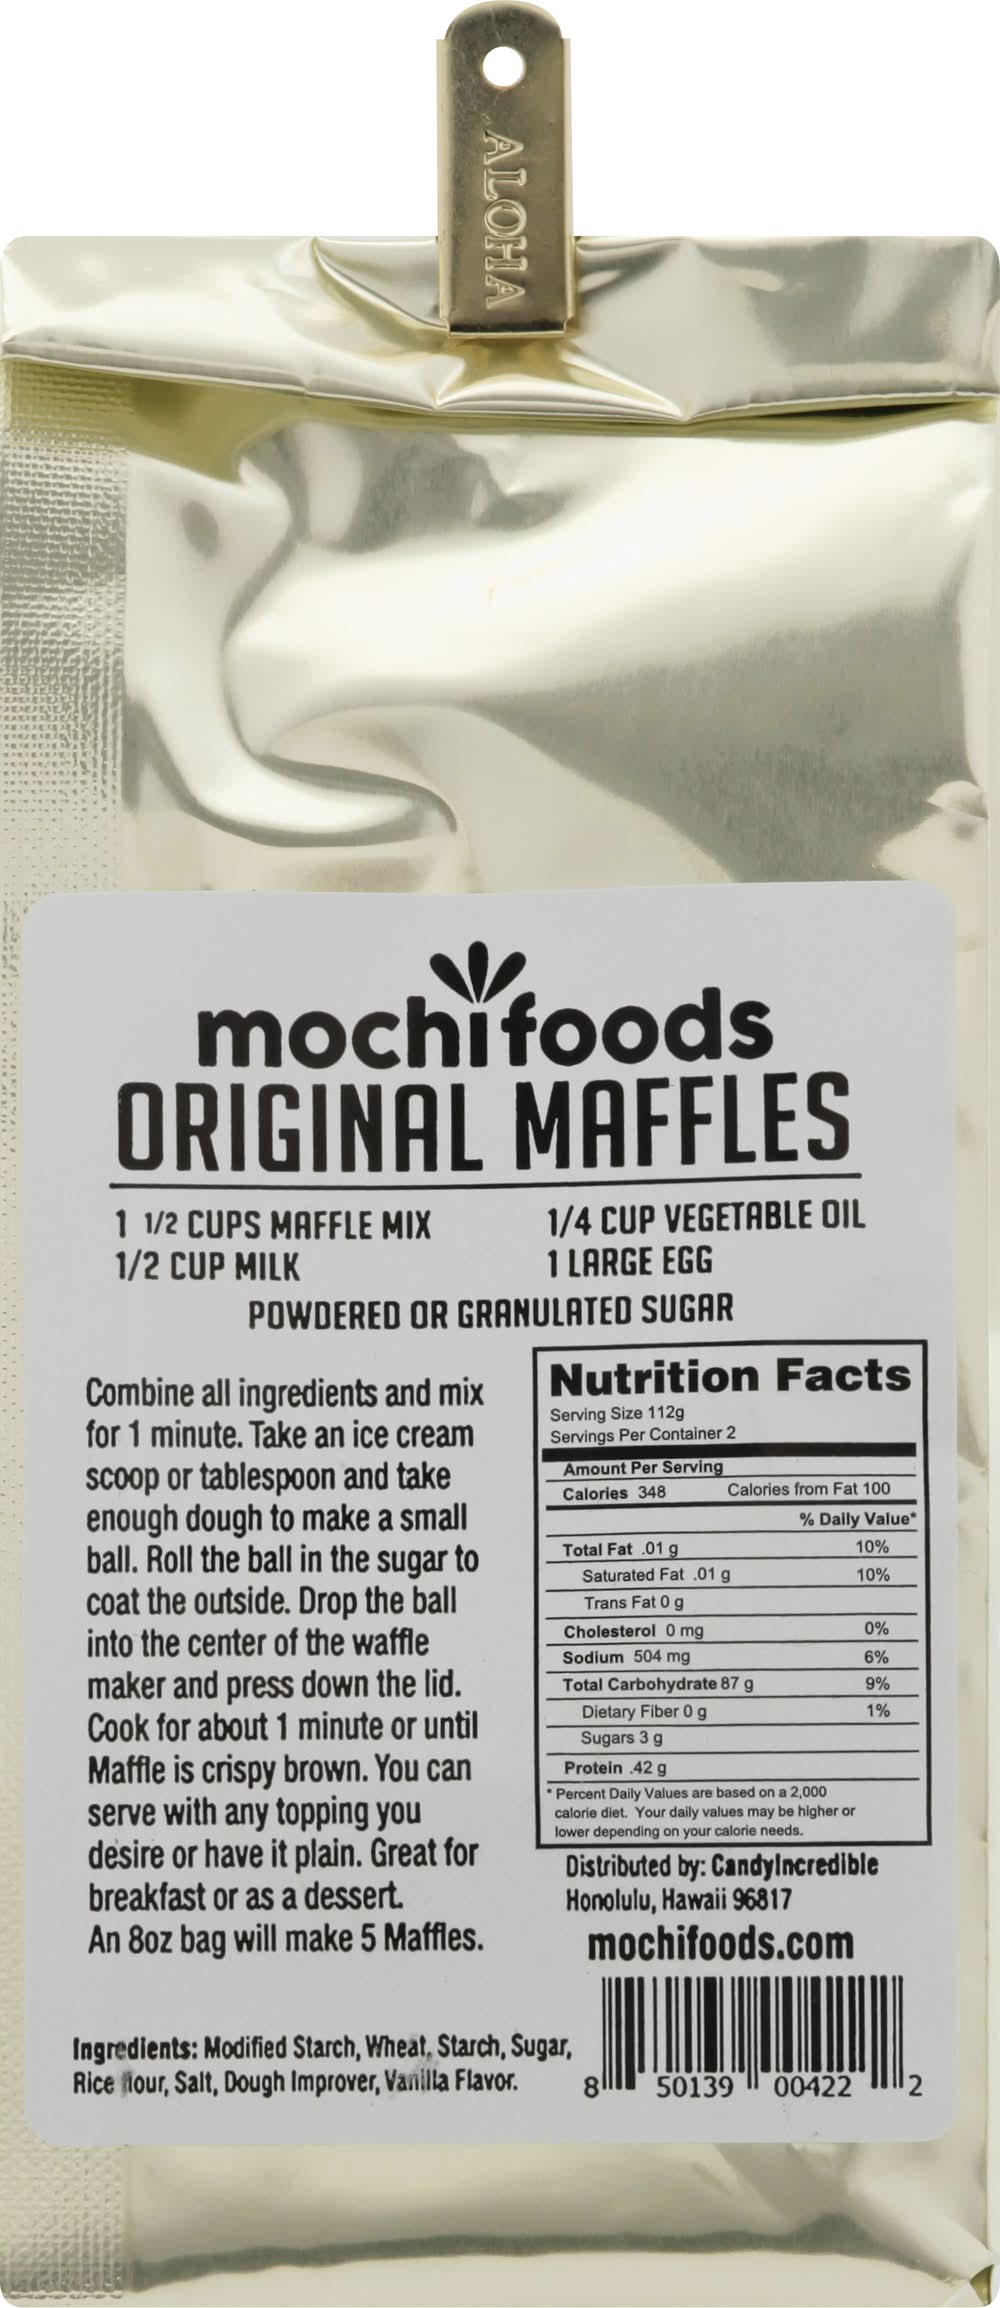 ALOHA
mochifoods
ORIGINAL MAFFLES
1 1/2 CUPS MAFFLE MIX
1/2 CUP MILK
1/4 CUP VEGETABLE OIL
1 LARGE EGG
POWDERED OR GRANULATED SUGAR
Combine all ingredients and mix
for 1 minute. Take an ice cream
scoop or tablespoon and take
enough dough to make a small
ball. Roll the ball in the sugar to
coat the outside. Drop the ball
into the center of the waffle
maker and press down the lid.
Cook for about 1 minute or until
Maffle is crispy brown. You can
serve with any topping you
desire or have it plain. Great for
breakfast or as a dessert.
An 8oz bag will make 5 Maffles.
Nutrition Facts
Serving Size 112g
Servings Per Container 2
Amount Per Serving
Calories 348 Calories from Fat 100
% Daily Value*
Total Fat .01 g 10%
Saturated Fat .01 g 10%
Trans Fat 0 g
Cholesterol 0 mg 0%
Sodium 504 mg 6%
Total Carbohydrate 87 g 9%
Dietary Fiber 0 g 1%
Sugars 3 g
Protein .42 g
* Percent Daily Values are based on a 2,000
calorie diet. Your daily values may be higher or
lower depending on your calorie needs.
Distributed by: CandyIncredible
Honolulu, Hawaii 96817
mochifoods.com
Ingredients: Modified Starch, Wheat, Starch, Sugar,
Rice flour, Salt, Dough Improver, Vanilla Flavor.
8 50139 00422 2